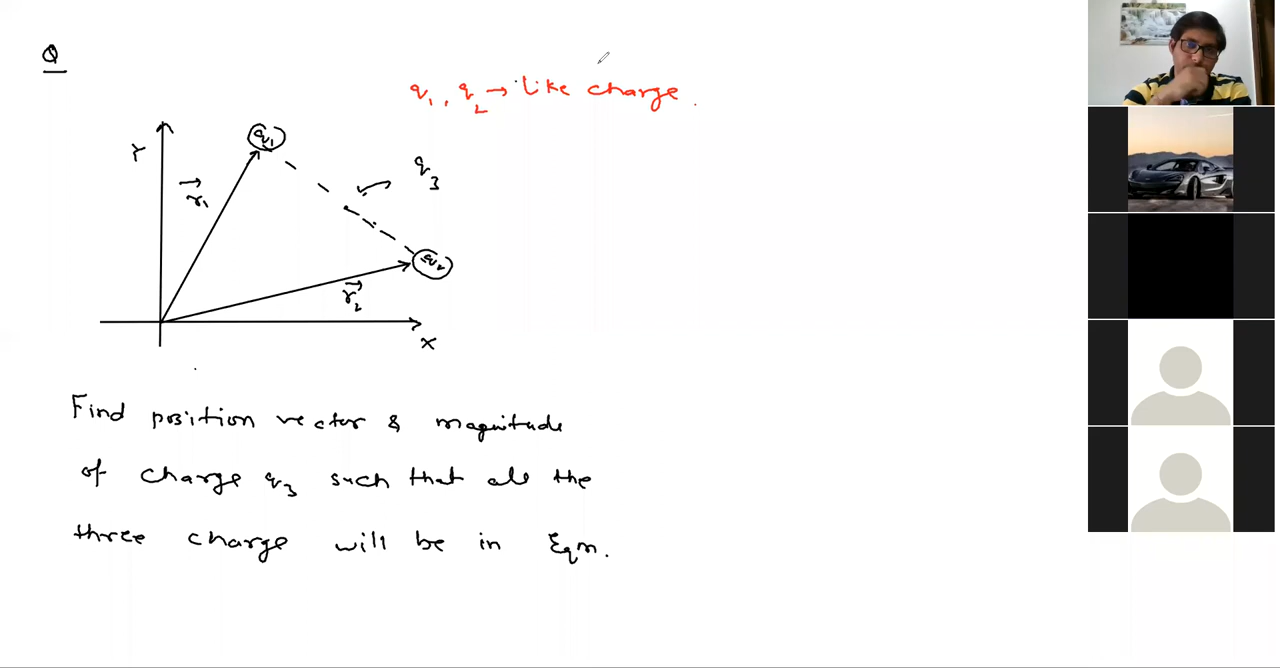 Q
q₁, q₂ → like charge.
Y
q₁
q₃
r₁
q₂
r₂
X
Find position vector & magnitude
of charge q₃ such that all the
three charge will be in Eqm.